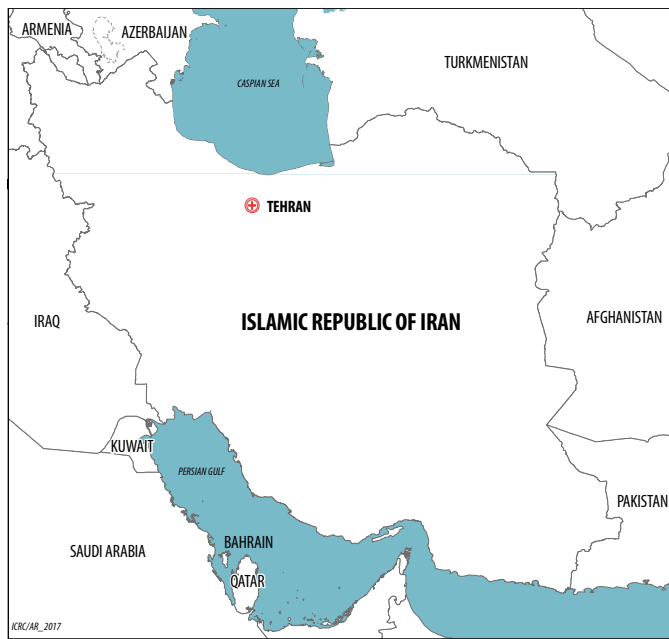 ARMENIA
AZERBAIJAN
TURKMENISTAN
CASPIAN SEA
TEHRAN
ISLAMIC REPUBLIC OF IRAN
IRAQ
AFGHANISTAN
KUWAIT
PERSIAN GULF
PAKISTAN
BAHRAIN
SAUDI ARABIA
QATAR
ICRC/AR_2017